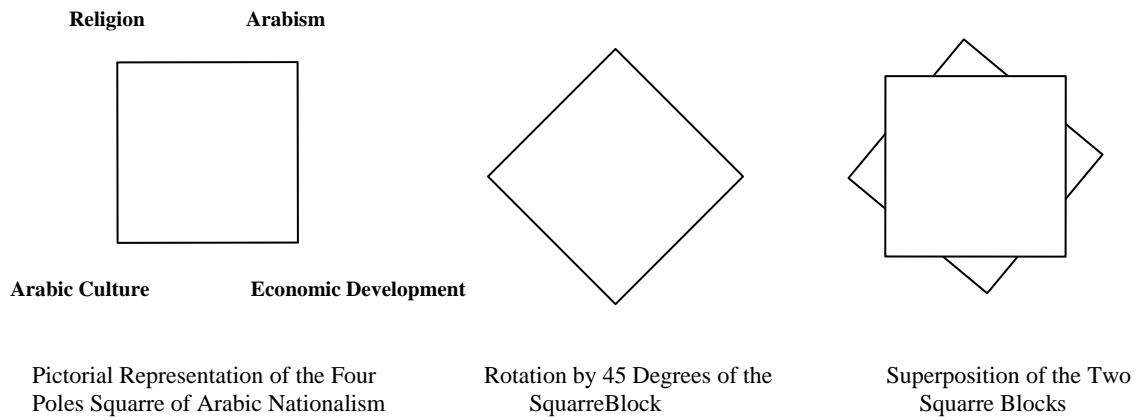 Religion Arabism
Arabic Culture Economic Development
Pictorial Representation of the Four
Poles Squarre of Arabic Nationalism
Rotation by 45 Degrees of the
SquarreBlock
Superposition of the Two
Squarre Blocks